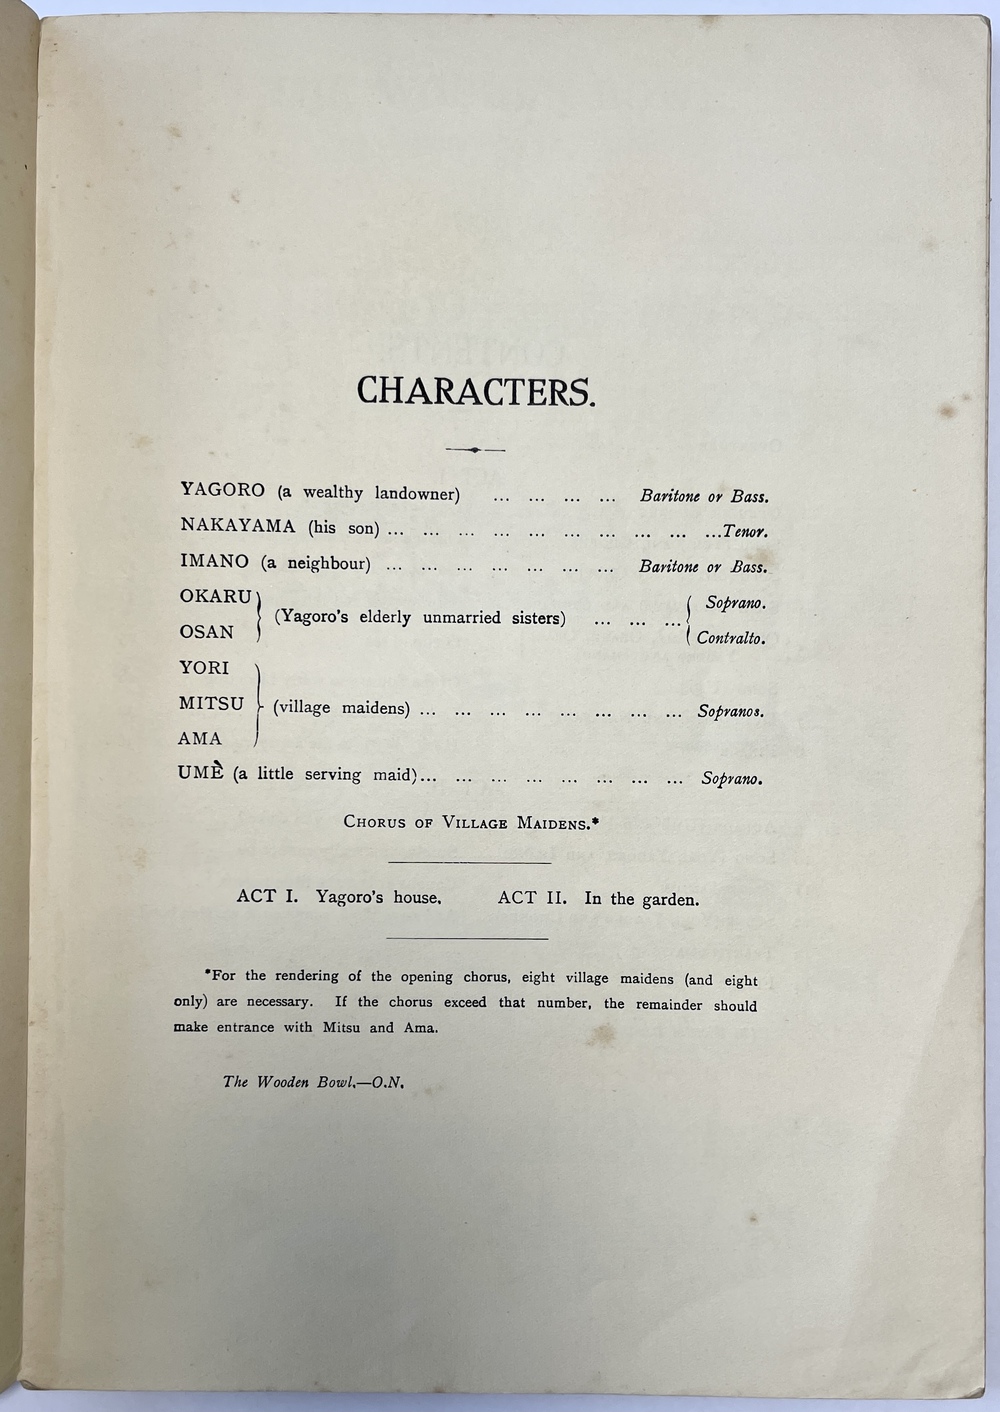 CHARACTERS.
YAGORO (a wealthy landowner) ... ... ... ... Baritone or Bass.
NAKAYAMA (his son) ... ... ... ... ... ... ... ... ... ...Tenor.
IMANO (a neighbour) ... ... ... ... ... ... ... Baritone or Bass.
OKARU Soprano.
(Yagoro's elderly unmarried sisters) ... ... ...
OSAN Contralto.
YORI
MITSU (village maidens) ... ... ... ... ... ... ... ... Sopranos.
AMA
UMÈ (a little serving maid)... ... ... ... ... ... ... ... Soprano.
CHORUS OF VILLAGE MAIDENS.*
ACT I. Yagoro's house. ACT II. In the garden.
*For the rendering of the opening chorus, eight village maidens (and eight
only) are necessary. If the chorus exceed that number, the remainder should
make entrance with Mitsu and Ama.
The Wooden Bowl.—O.N.